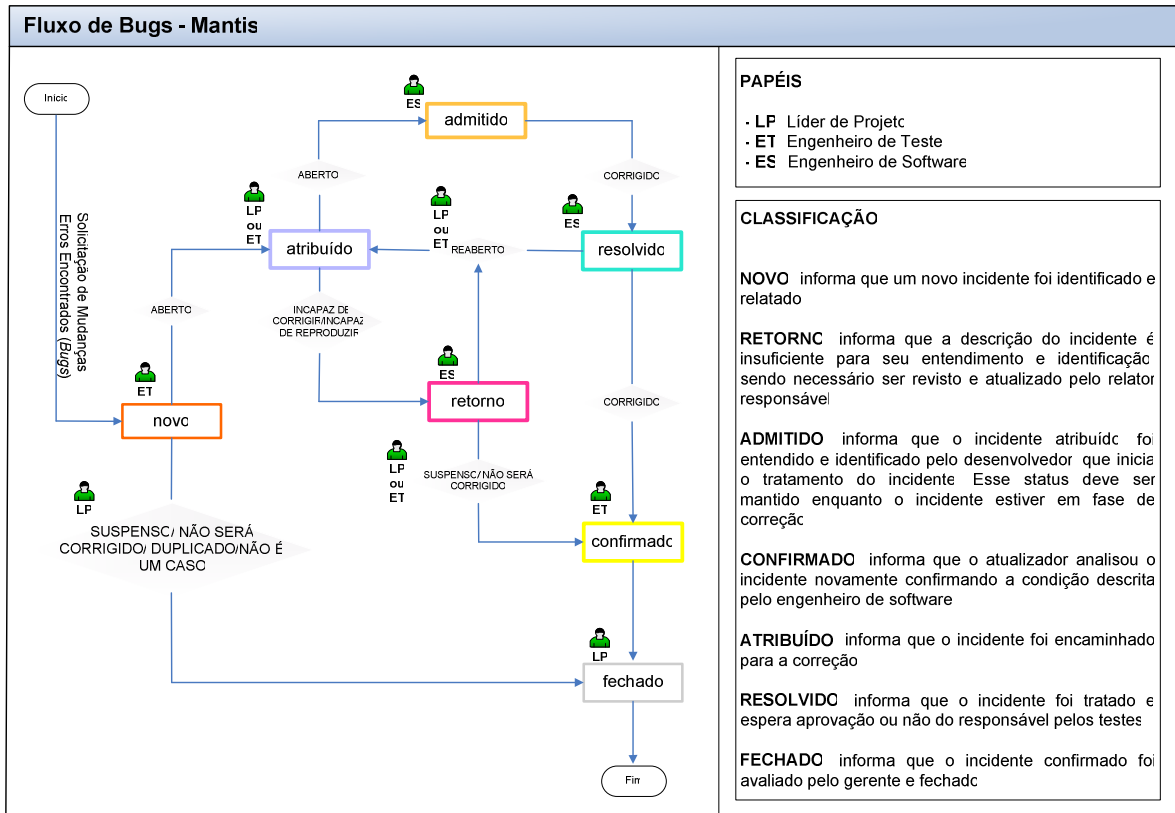 Fluxo de Bugs - Mantis
Início
Solicitação de Mudanças
Erros Encontrados (Bugs)
ES
admitido
ABERTO
CORRIGIDO
LP
ou
ET
atribuído
LP
ou
ET
REABERTO
ES
resolvido
ABERTO
INCAPAZ DE
CORRIGIR/INCAPAZ
DE REPRODUZIR
ET
novo
ES
retorno
CORRIGIDO
LP
ou
ET
SUSPENSO/ NÃO SERÁ
CORRIGIDO
LP
SUSPENSO/ NÃO SERÁ
CORRIGIDO/ DUPLICADO/NÃO É
UM CASO
ET
confirmado
LP
fechado
Fim
PAPÉIS
- LP Líder de Projeto
- ET Engenheiro de Teste
- ES Engenheiro de Software
CLASSIFICAÇÃO
NOVO informa que um novo incidente foi identificado e
relatado
RETORNO informa que a descrição do incidente é
insuficiente para seu entendimento e identificação
sendo necessário ser revisto e atualizado pelo relator
responsável
ADMITIDO informa que o incidente atribuído foi
entendido e identificado pelo desenvolvedor que inicia
o tratamento do incidente Esse status deve ser
mantido enquanto o incidente estiver em fase de
correção
CONFIRMADO informa que o atualizador analisou o
incidente novamente confirmando a condição descrita
pelo engenheiro de software
ATRIBUÍDO informa que o incidente foi encaminhado
para a correção
RESOLVIDO informa que o incidente foi tratado e
espera aprovação ou não do responsável pelos testes
FECHADO informa que o incidente confirmado foi
avaliado pelo gerente e fechado